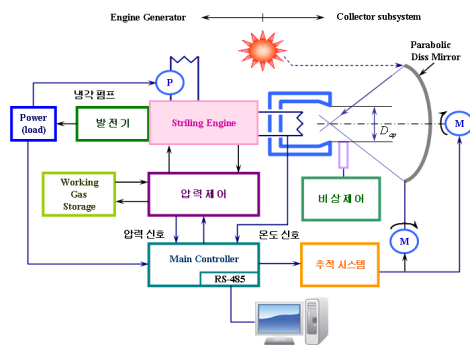 Engine Generator
Collector subsystem
Parabolic
Diss Mirror
P
냉각 펌프
Power
(load)
발전기
Striling Engine
D_ap
M
Working
Gas
Storage
압력 제어
비상 제어
압력 신호
온도 신호
M
Main Controller
RS-485
추적 시스템